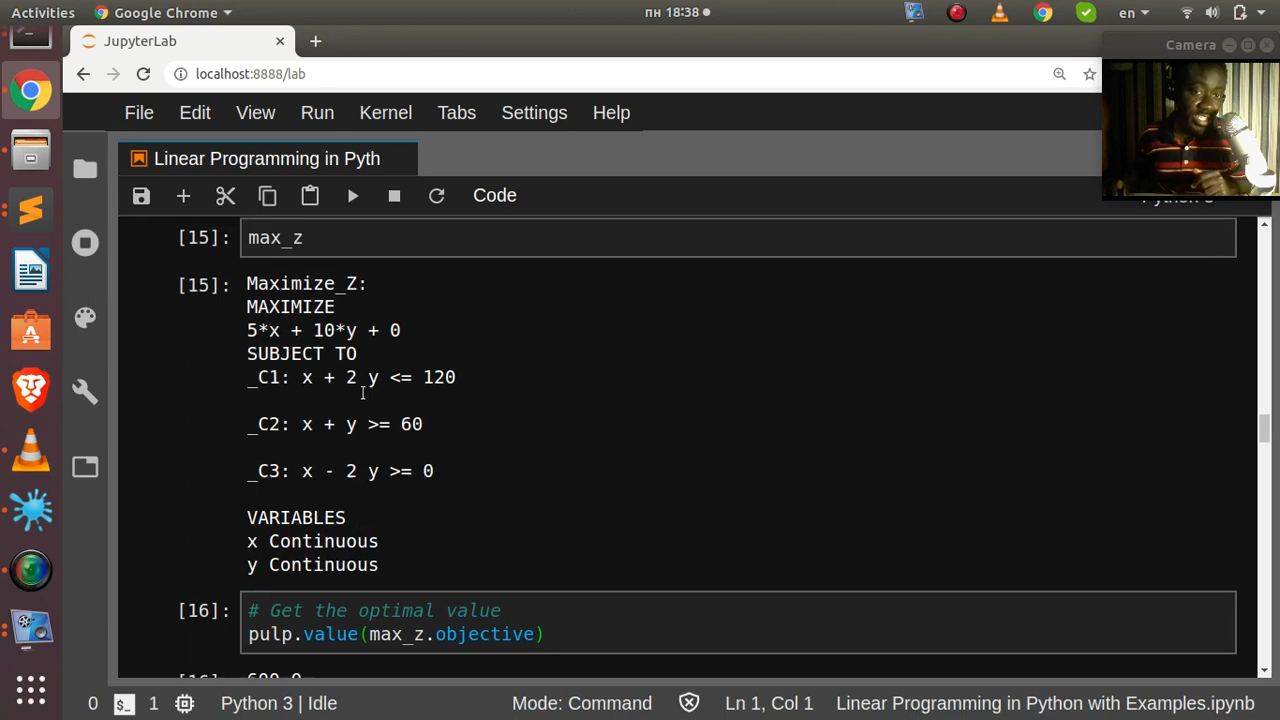 Activities Google Chrome пн 18:38 en
JupyterLab
Camera
localhost:8888/lab
File Edit View Run Kernel Tabs Settings Help
Linear Programming in Pyth
Code
[15]: max_z
[15]: Maximize_Z:
MAXIMIZE
5*x + 10*y + 0
SUBJECT TO
_C1: x + 2 y <= 120
_C2: x + y >= 60
_C3: x - 2 y >= 0
VARIABLES
x Continuous
y Continuous
[16]: # Get the optimal value
pulp.value(max_z.objective)
0 $_ 1 Python 3 | Idle Mode: Command Ln 1, Col 1 Linear Programming in Python with Examples.ipynb